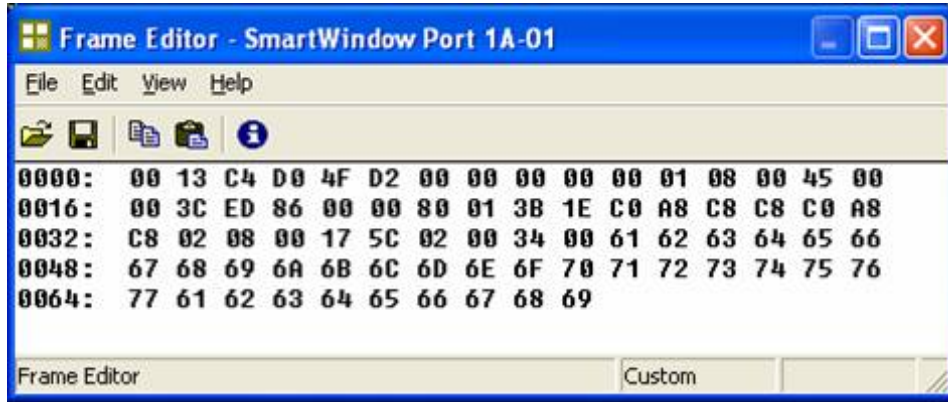 Frame Editor - SmartWindow Port 1A-01
File Edit View Help
0000: 00 13 C4 D0 4F D2 00 00 00 00 00 01 08 00 45 00
0016: 00 3C ED 86 00 00 80 01 3B 1E C0 A8 C8 C8 C0 A8
0032: C8 02 08 00 17 5C 02 00 34 00 61 62 63 64 65 66
0048: 67 68 69 6A 6B 6C 6D 6E 6F 70 71 72 73 74 75 76
0064: 77 61 62 63 64 65 66 67 68 69
Frame Editor Custom